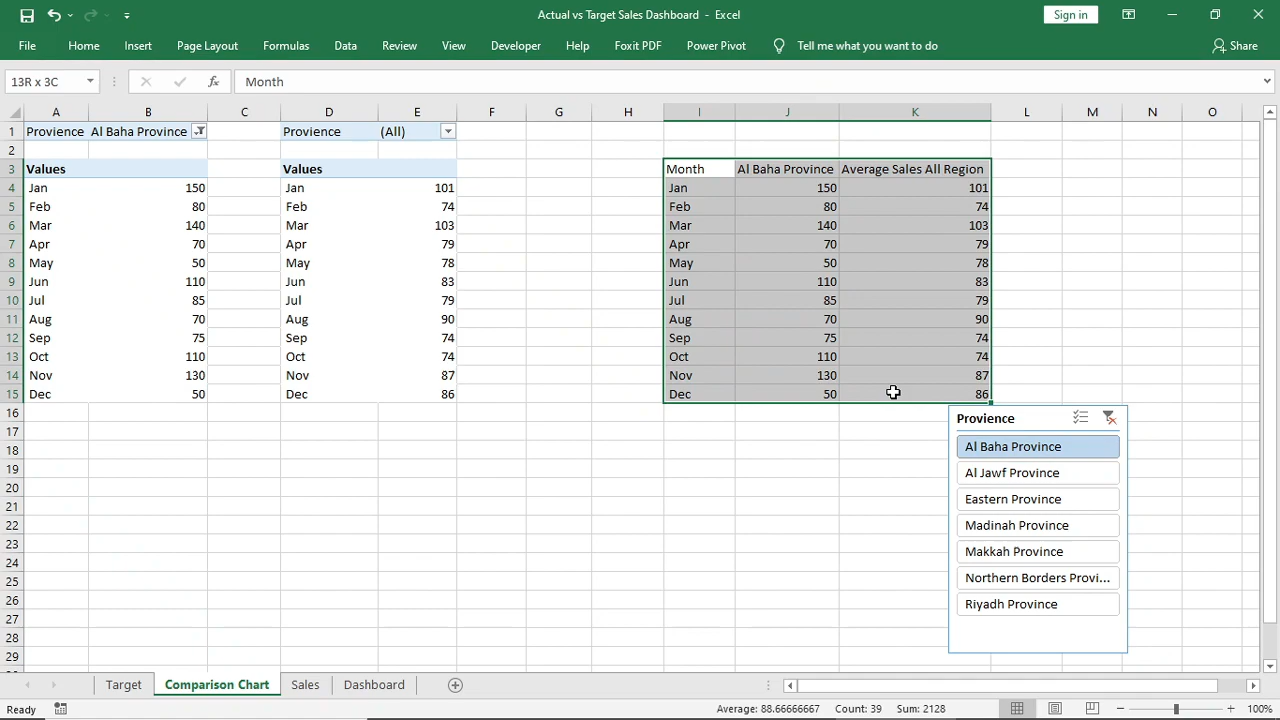 Actual vs Target Sales Dashboard - Excel
Sign in
File Home Insert Page Layout Formulas Data Review View Developer Help Foxit PDF Power Pivot Tell me what you want to do Share
13R x 3C fx Month
A B C D E F G H I J K L M N O
1 Provience Al Baha Province Provience (All)
2
3 Values Values Month Al Baha Province Average Sales All Region
4 Jan 150 Jan 101 Jan 150 101
5 Feb 80 Feb 74 Feb 80 74
6 Mar 140 Mar 103 Mar 140 103
7 Apr 70 Apr 79 Apr 70 79
8 May 50 May 78 May 50 78
9 Jun 110 Jun 83 Jun 110 83
10 Jul 85 Jul 79 Jul 85 79
11 Aug 70 Aug 90 Aug 70 90
12 Sep 75 Sep 74 Sep 75 74
13 Oct 110 Oct 74 Oct 110 74
14 Nov 130 Nov 87 Nov 130 87
15 Dec 50 Dec 86 Dec 50 86
16
Provience
17
18
Al Baha Province
19
Al Jawf Province
20
21
Eastern Province
22
Madinah Province
23
24
Makkah Province
25
Northern Borders Provi...
26
27
Riyadh Province
28
29
Target Comparison Chart Sales Dashboard
Ready Average: 88.66666667 Count: 39 Sum: 2128 100%